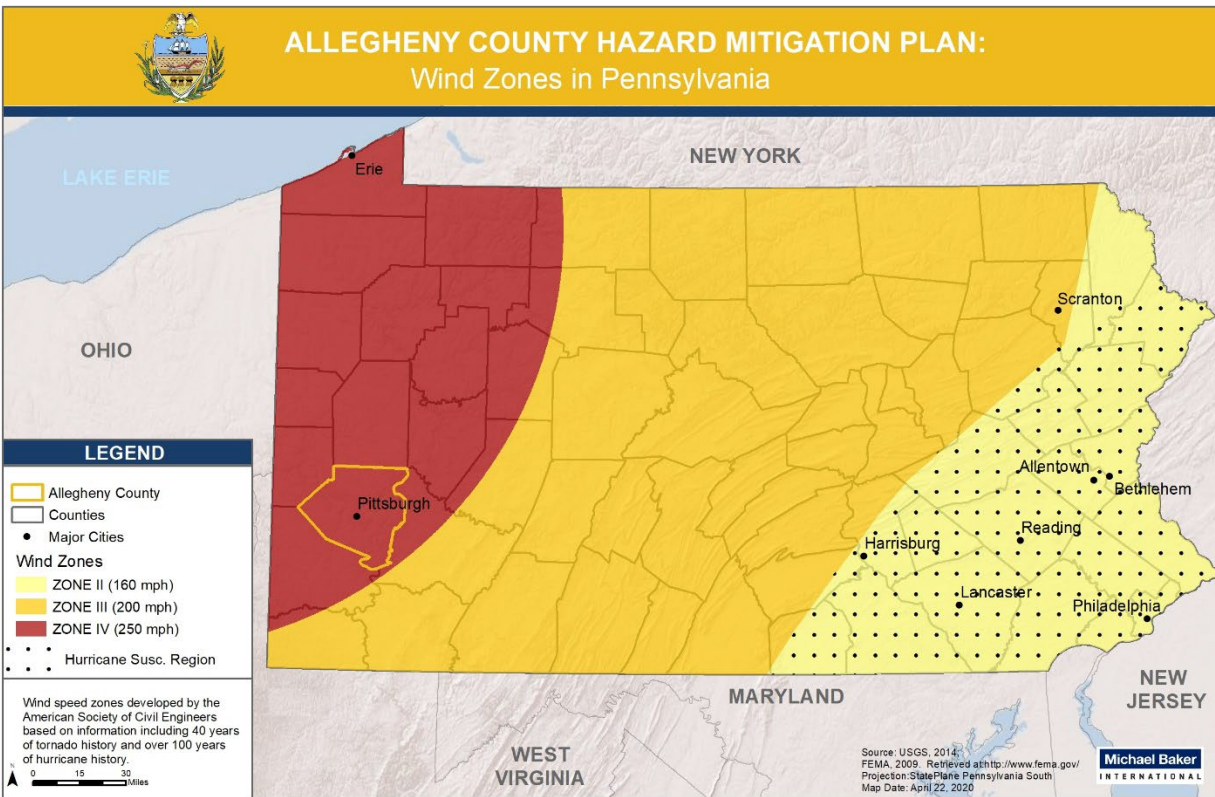 ALLEGHENY COUNTY HAZARD MITIGATION PLAN:
Wind Zones in Pennsylvania
LAKE ERIE
Erie
NEW YORK
Scranton
OHIO
Allentown
Bethlehem
Pittsburgh
Reading
Harrisburg
Lancaster
Philadelphia
MARYLAND
NEW
JERSEY
WEST
VIRGINIA
LEGEND
Allegheny County
Counties
Major Cities
Wind Zones
ZONE II (160 mph)
ZONE III (200 mph)
ZONE IV (250 mph)
Hurricane Susc. Region
Wind speed zones developed by the
American Society of Civil Engineers
based on information including 40 years
of tornado history and over 100 years
of hurricane history.
N
0 15 30
Miles
Source: USGS, 2014;
FEMA, 2009. Retrieved at:http://www.fema.gov/
Projection:StatePlane Pennsylvania South
Map Date: April 22, 2020
Michael Baker
INTERNATIONAL